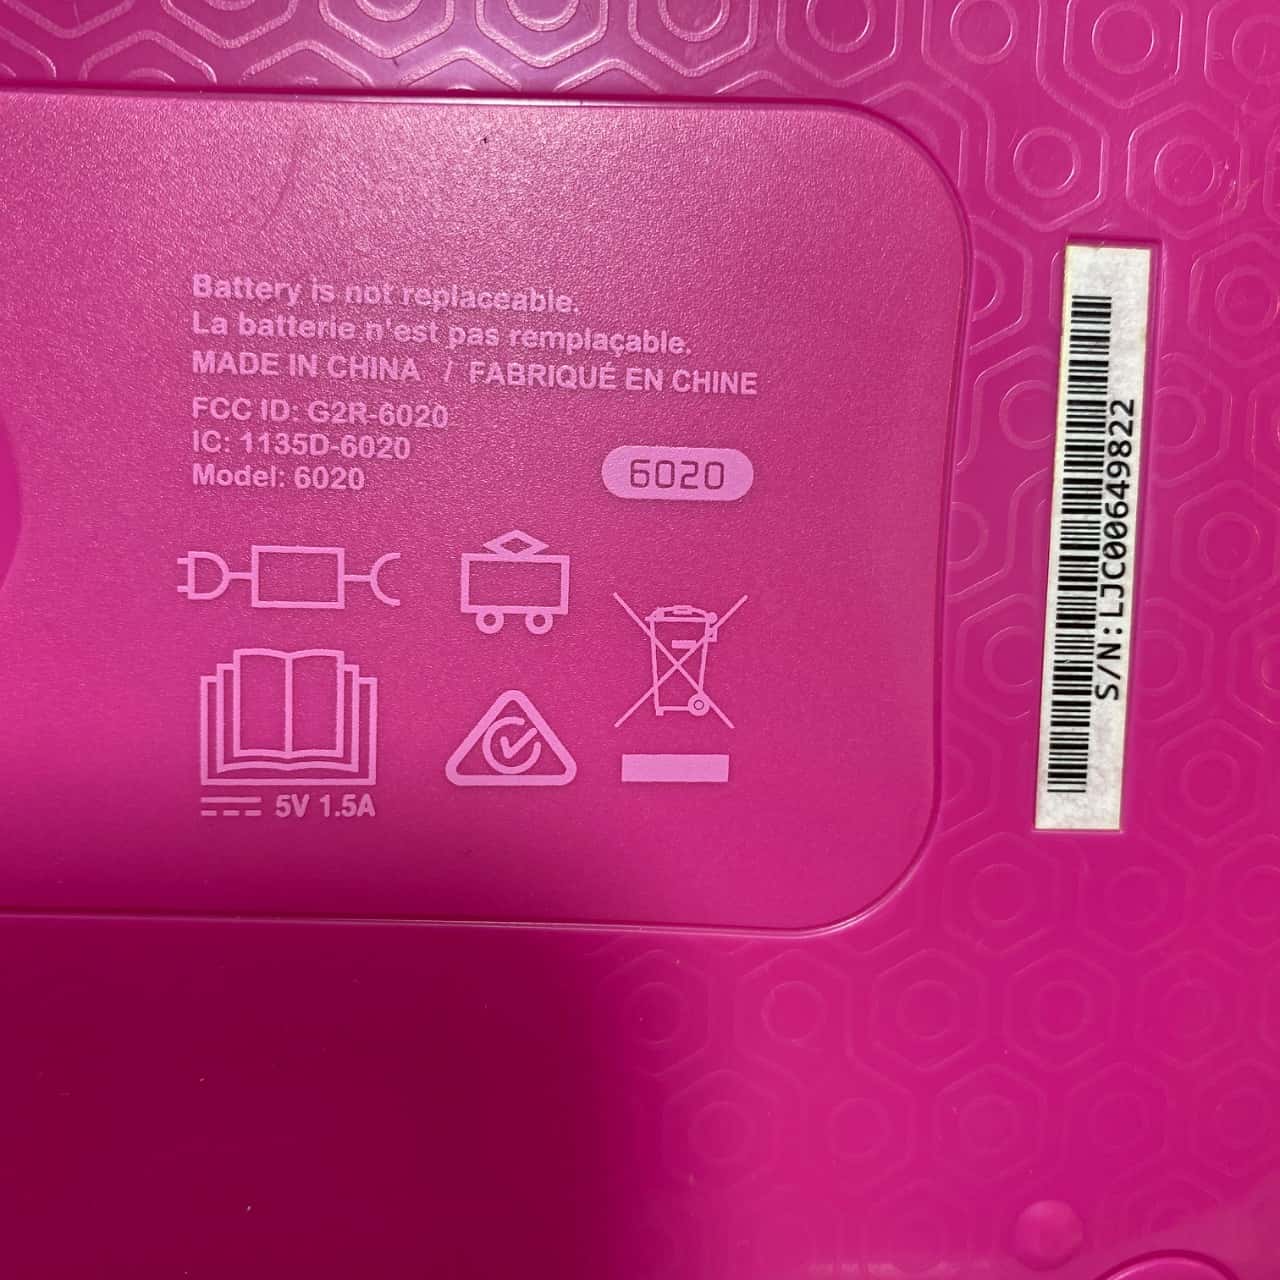 Battery is not replaceable.
La batterie n'est pas remplaçable.
MADE IN CHINA / FABRIQUÉ EN CHINE
FCC ID: G2R-6020
IC: 1135D-6020
Model: 6020
6020
5V 1.5A
S/N:LJC00649822